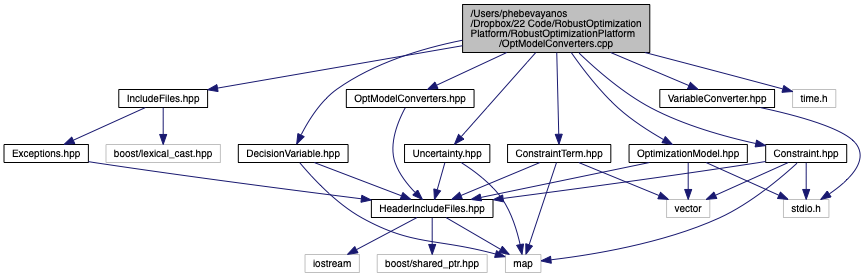 /Users/phebevayanos
/Dropbox/22 Code/RobustOptimization
Platform/RobustOptimizationPlatform
/OptModelConverters.cpp
IncludeFiles.hpp
OptModelConverters.hpp
VariableConverter.hpp
time.h
Exceptions.hpp
boost/lexical_cast.hpp
DecisionVariable.hpp
Uncertainty.hpp
ConstraintTerm.hpp
OptimizationModel.hpp
Constraint.hpp
HeaderIncludeFiles.hpp
vector
stdio.h
iostream
boost/shared_ptr.hpp
map